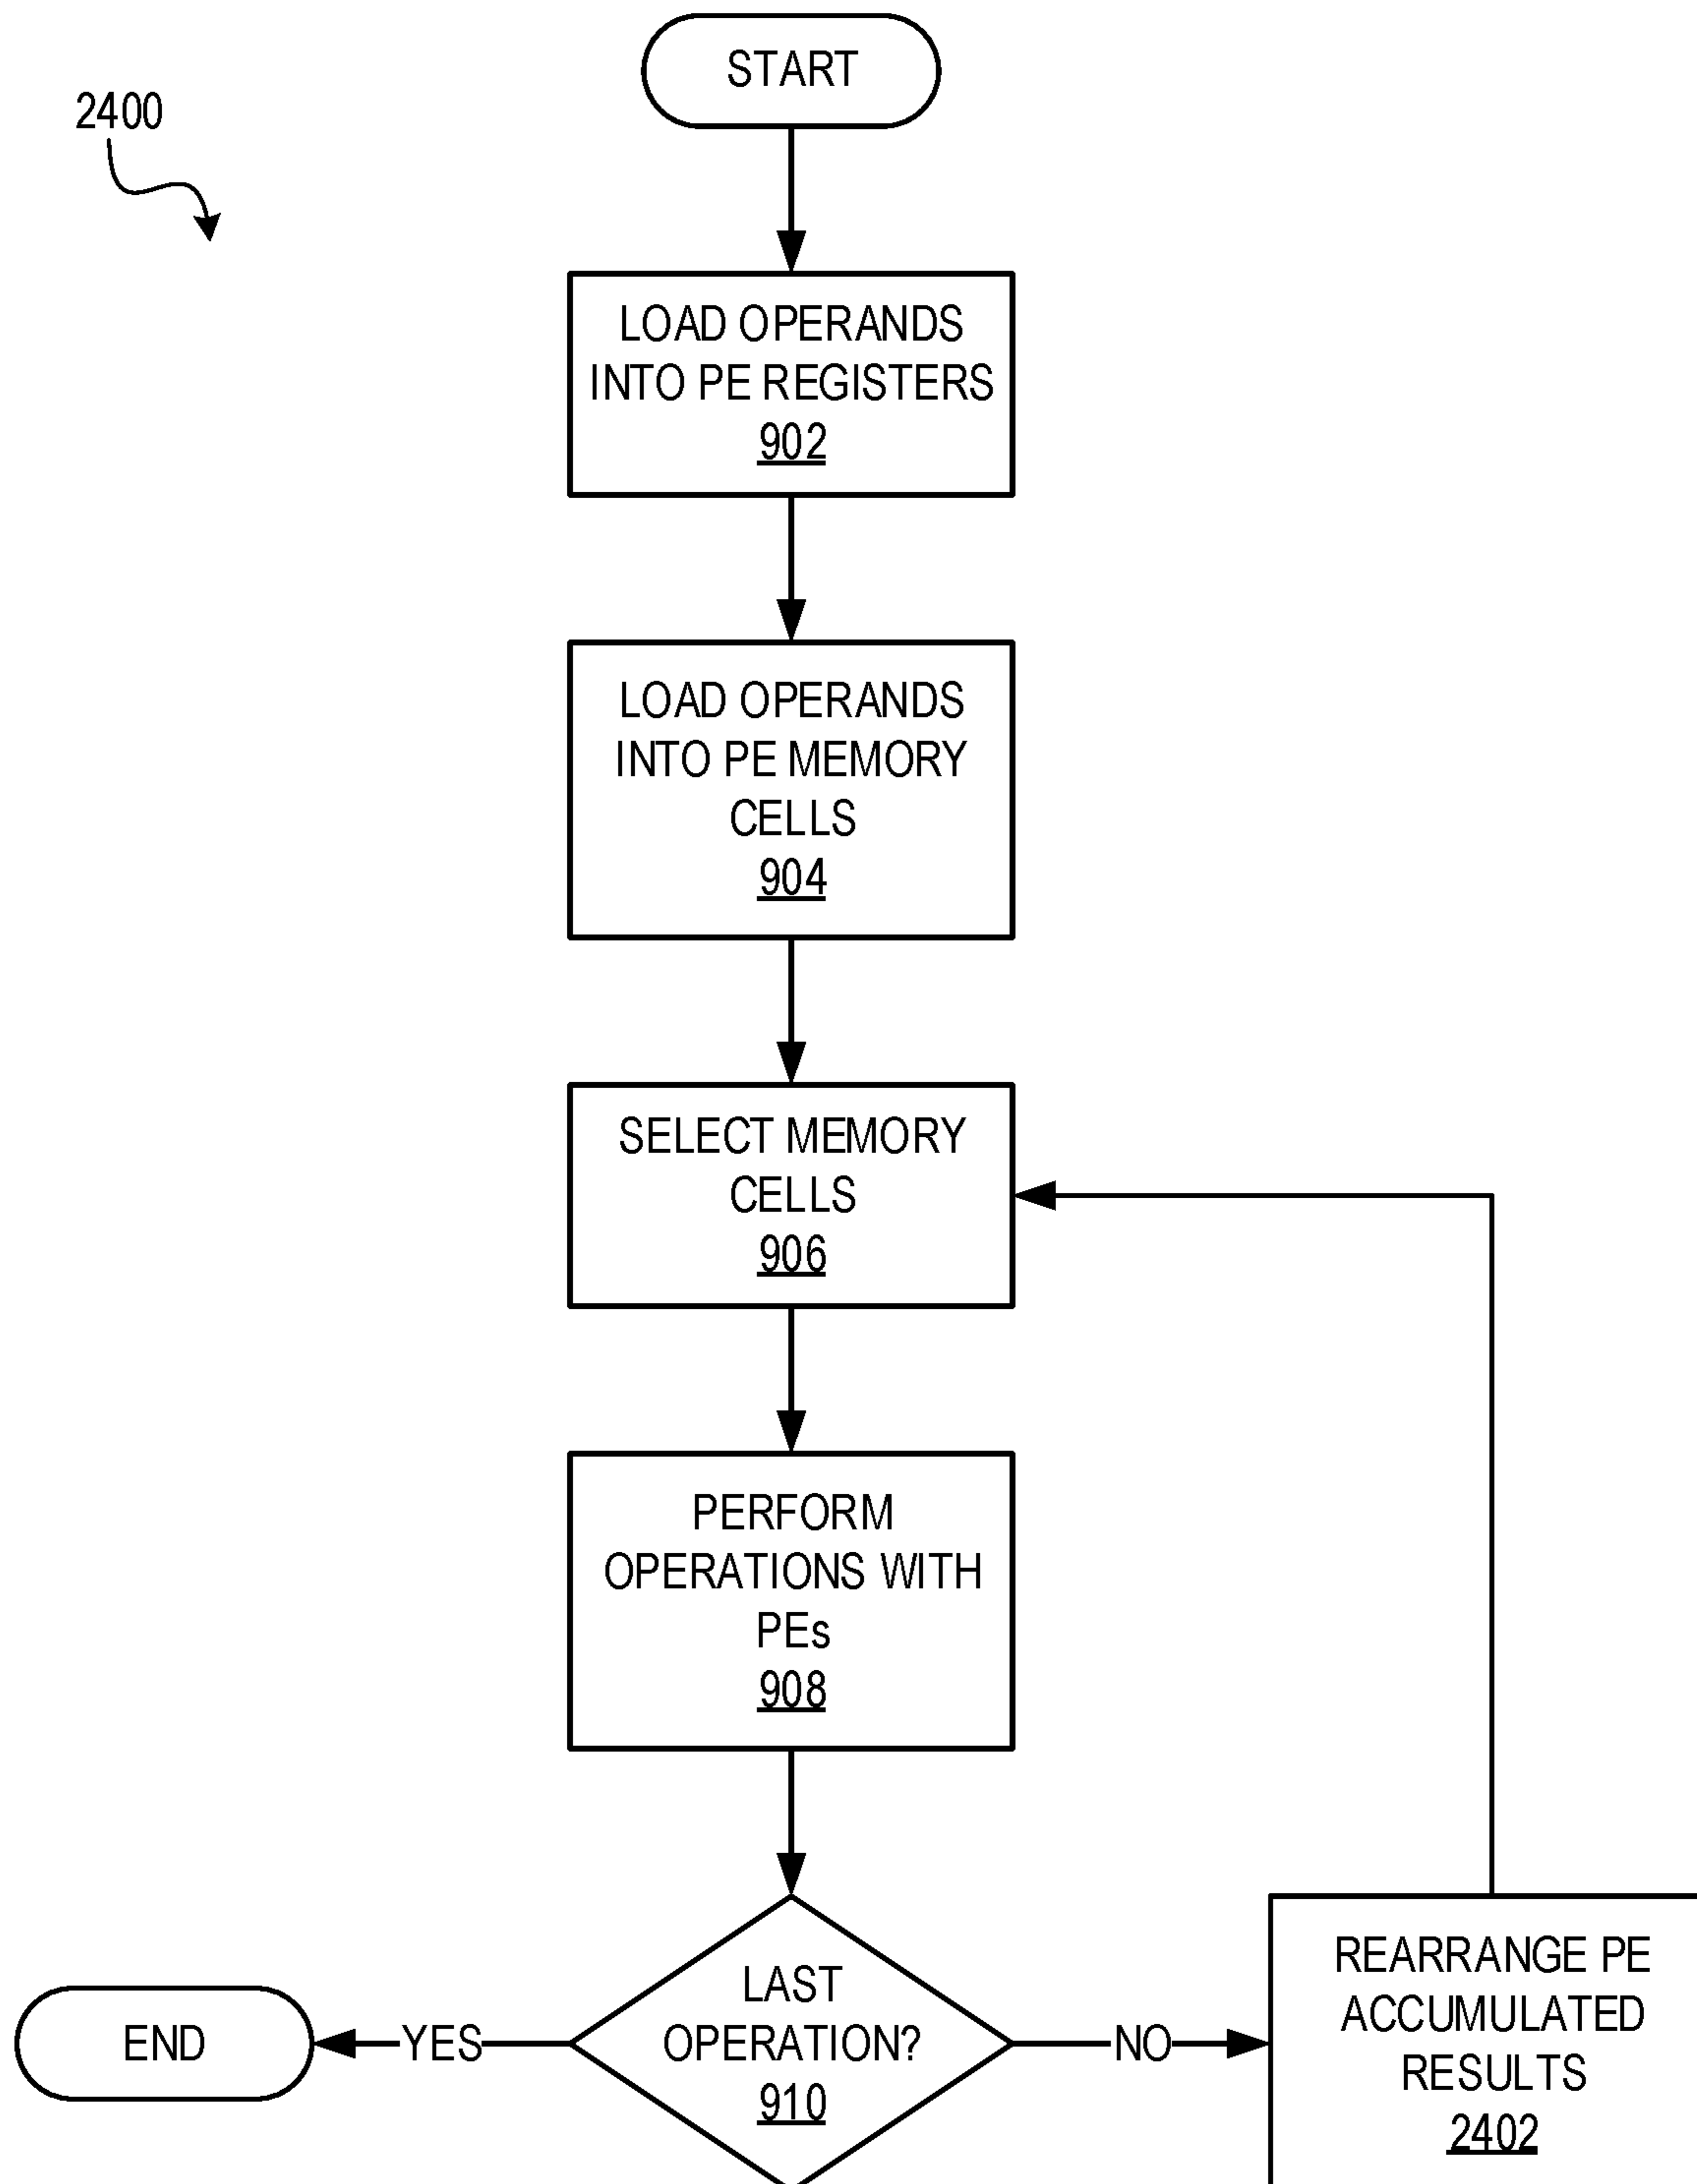 START
2400
LOAD OPERANDS
INTO PE REGISTERS
902
LOAD OPERANDS
INTO PE MEMORY
CELLS
904
SELECT MEMORY
CELLS
906
PERFORM
OPERATIONS WITH
PEs
908
LAST
OPERATION?
910
YES
END
NO
REARRANGE PE
ACCUMULATED
RESULTS
2402